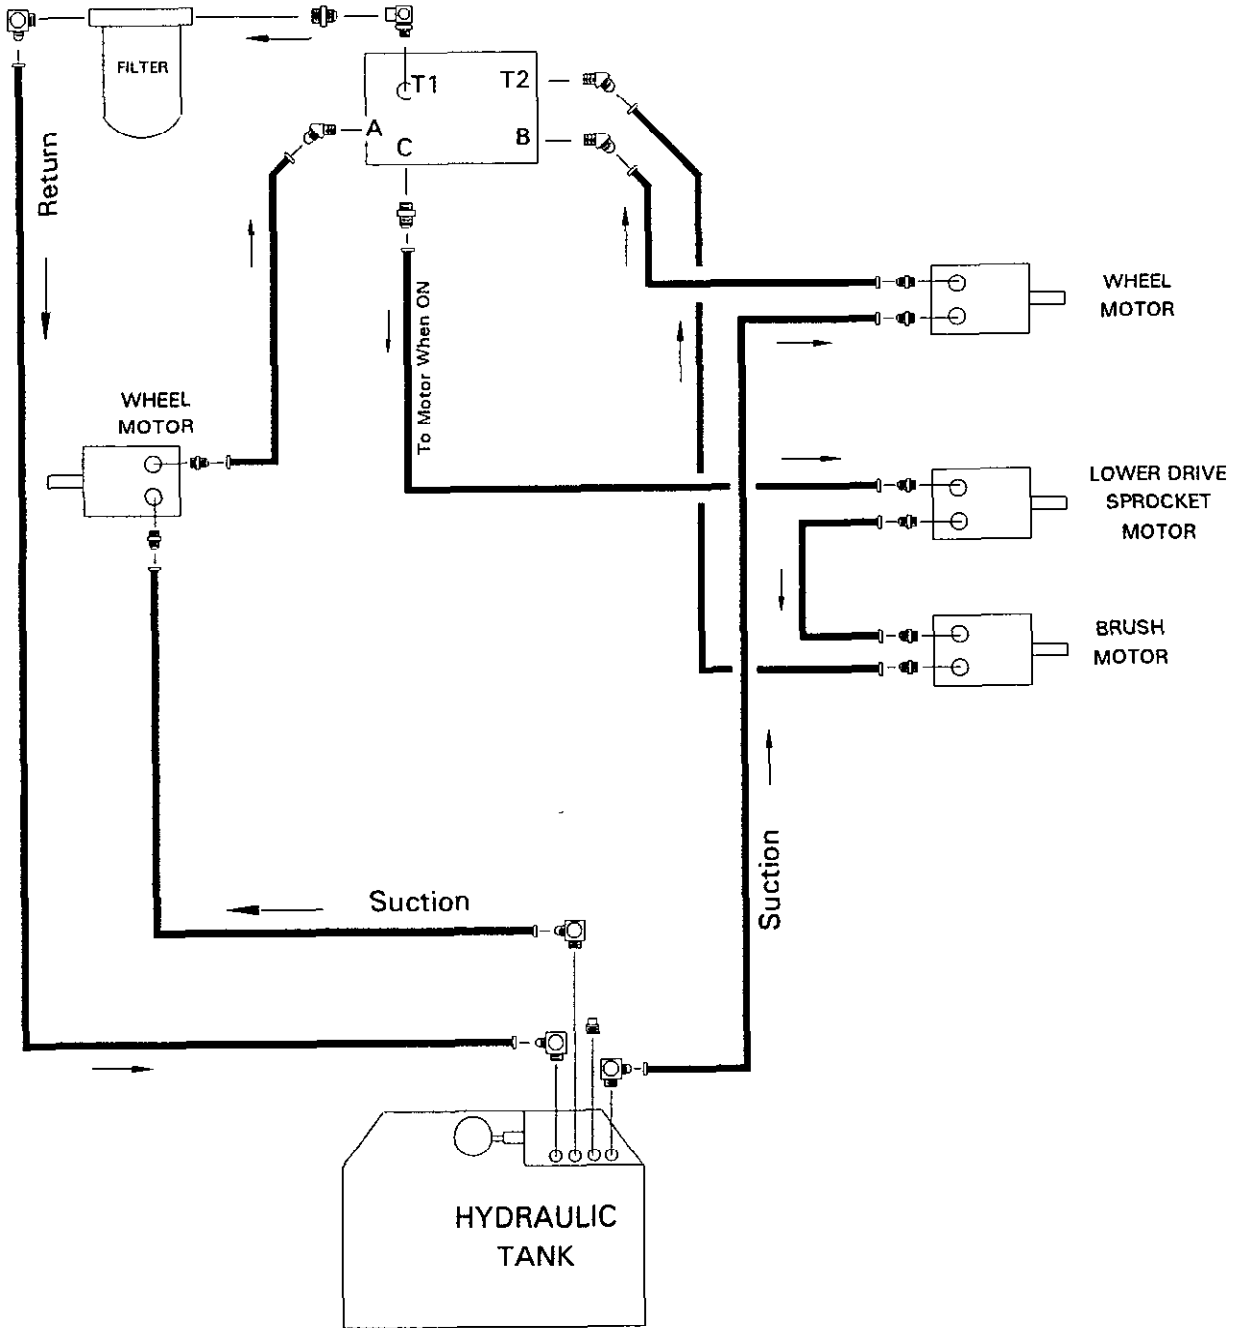 FILTER
T1
T2
A
B
C
Return
To Motor When ON
WHEEL
MOTOR
WHEEL
MOTOR
LOWER DRIVE
SPROCKET
MOTOR
BRUSH
MOTOR
Suction
Suction
HYDRAULIC
TANK